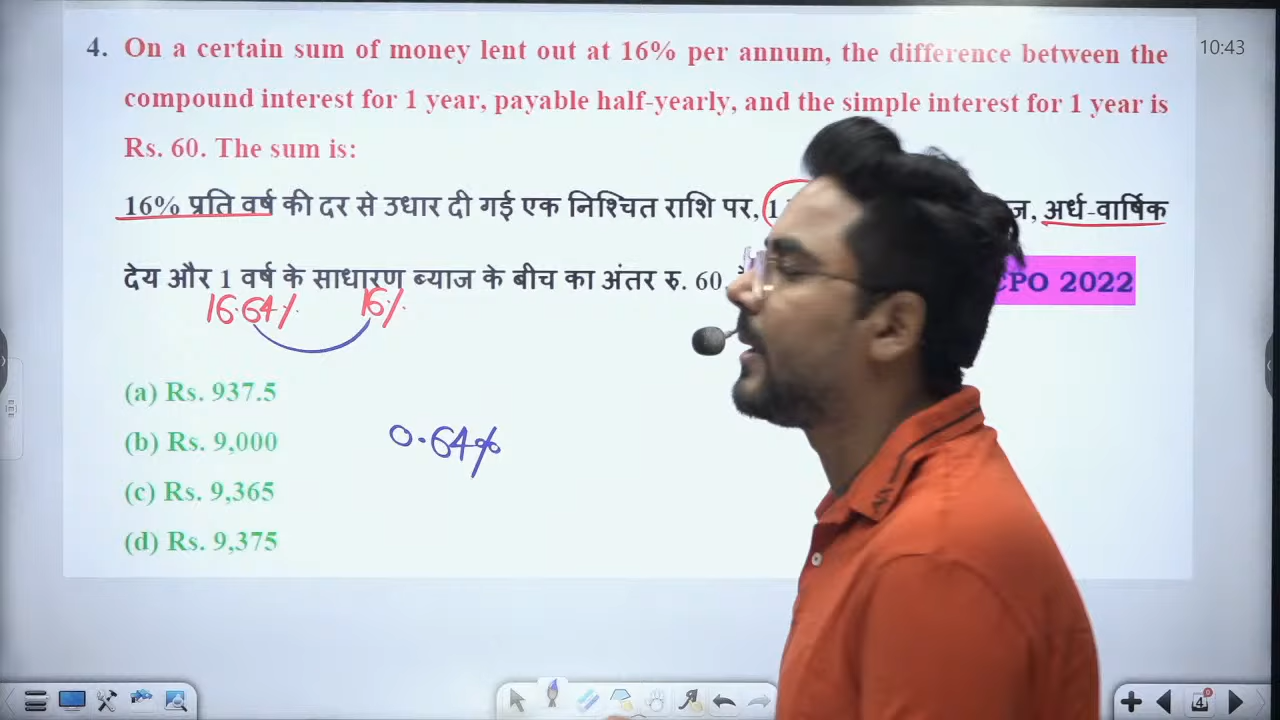 4. On a certain sum of money lent out at 16% per annum, the difference between the
10:43
compound interest for 1 year, payable half-yearly, and the simple interest for 1 year is
Rs. 60. The sum is:
16% प्रति वर्ष की दर से उधार दी गई एक निश्चित राशि पर, 1 अर्ध-वार्षिक
देय और 1 वर्ष के साधारण ब्याज के बीच का अंतर रु. 60. CPO 2022
16.64% 16%
(a) Rs. 937.5
0.64%
(b) Rs. 9,000
(c) Rs. 9,365
(d) Rs. 9,375
4